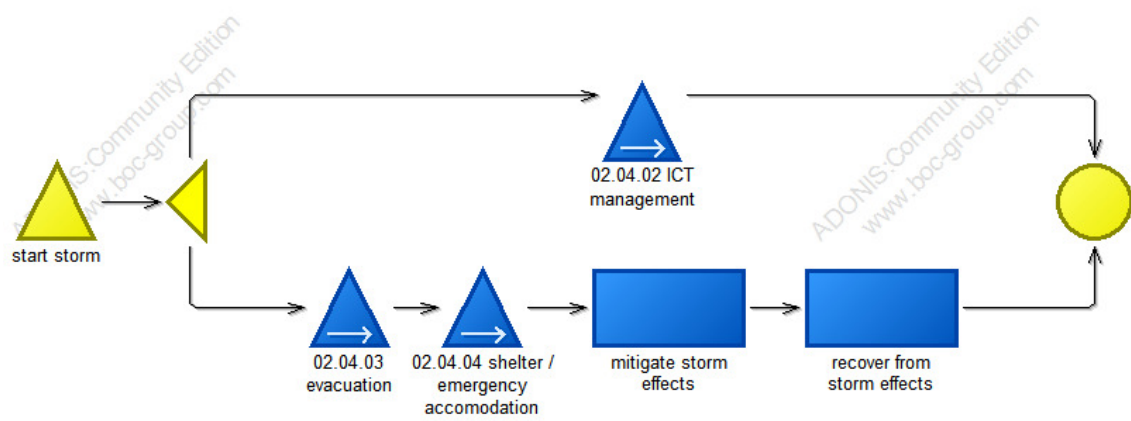 ADONIS:Community Edition
www.boc-group.com
ADONIS:Community Edition
www.boc-group.com
02.04.02 ICT
management
start storm
02.04.03
evacuation
02.04.04 shelter /
emergency
accomodation
mitigate storm
effects
recover from
storm effects